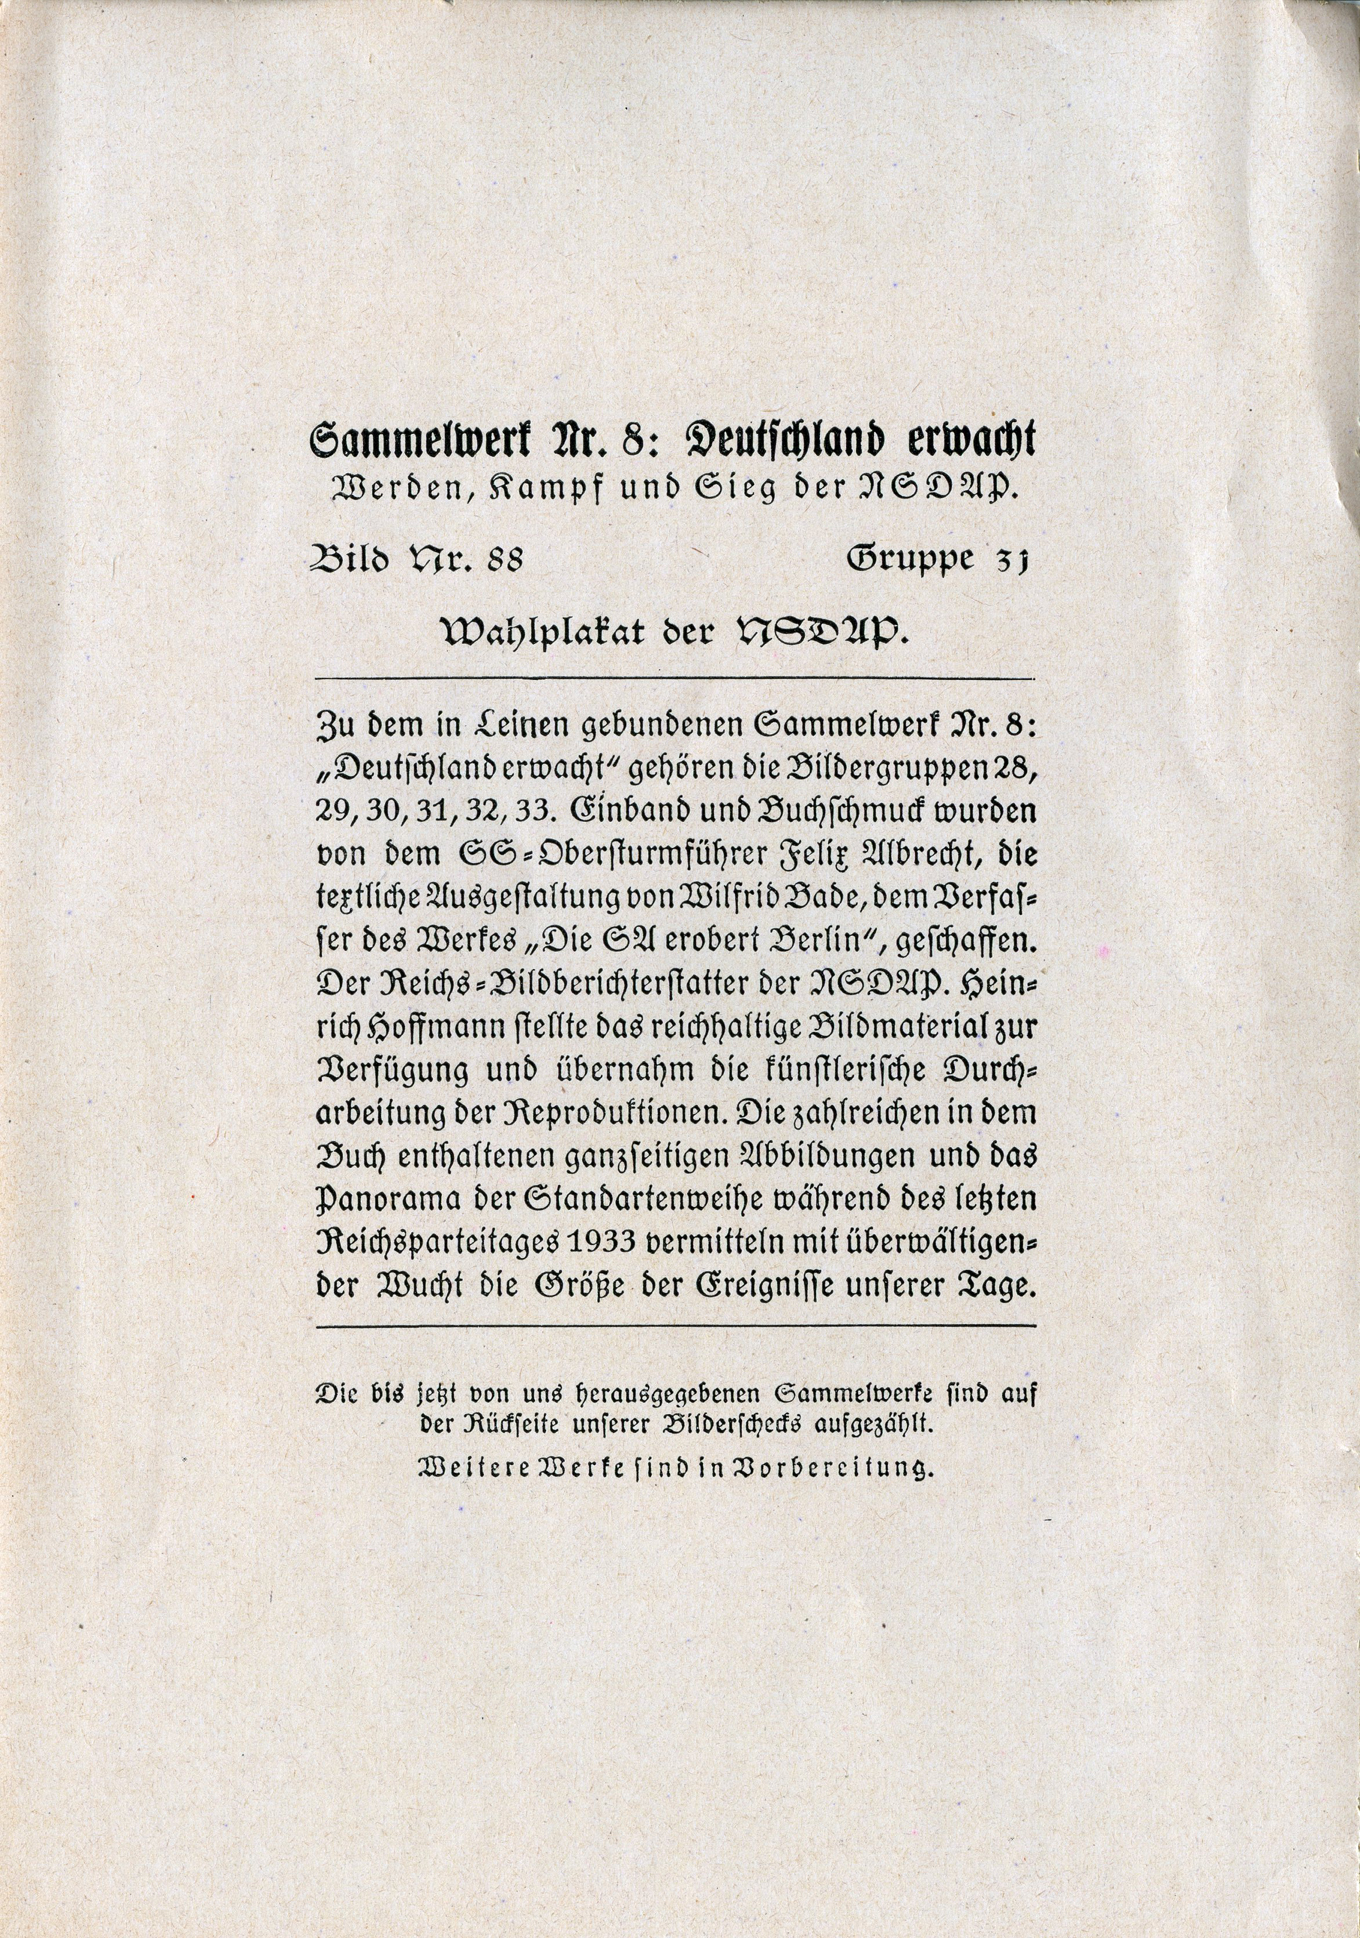 Sammelwerk Nr. 8: Deutschland erwacht
Werden, Kampf und Sieg der NSDAP.
Bild Nr. 88 Gruppe 31
Wahlplakat der NSDAP.
Zu dem in Leinen gebundenen Sammelwerk Nr. 8:
„Deutschland erwacht“ gehören die Bildergruppen 28,
29, 30, 31, 32, 33. Einband und Buchschmuck wurden
von dem SS-Obersturmführer Felix Albrecht, die
textliche Ausgestaltung von Wilfrid Bade, dem Verfas-
ser des Werkes „Die SA erobert Berlin“, geschaffen.
Der Reichs-Bildberichterstatter der NSDAP. Hein-
rich Hoffmann stellte das reichhaltige Bildmaterial zur
Verfügung und übernahm die künstlerische Durch-
arbeitung der Reproduktionen. Die zahlreichen in dem
Buch enthaltenen ganzseitigen Abbildungen und das
Panorama der Standartenweihe während des letzten
Reichsparteitages 1933 vermitteln mit überwältigen-
der Wucht die Größe der Ereignisse unserer Tage.
Die bis jetzt von uns herausgegebenen Sammelwerke sind auf
der Rückseite unserer Bilderschecks aufgezählt.
Weitere Werke sind in Vorbereitung.